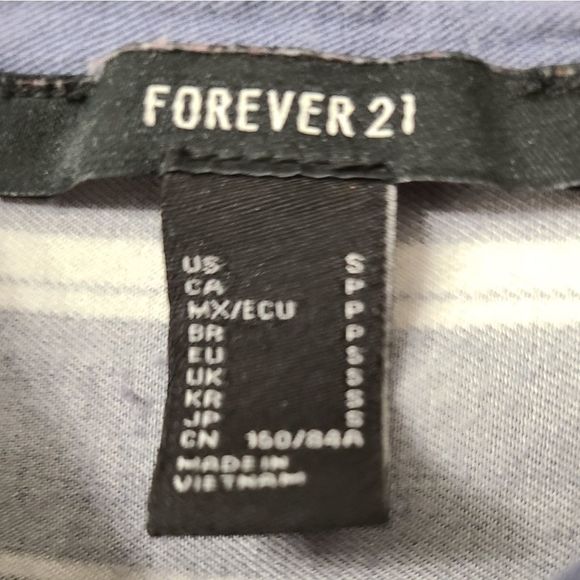 FOREVER 21
US S
CA P
MX/ECU P
BR P
EU S
UK S
KR S
JP S
CN 160/84A
MADE IN
VIETNAM